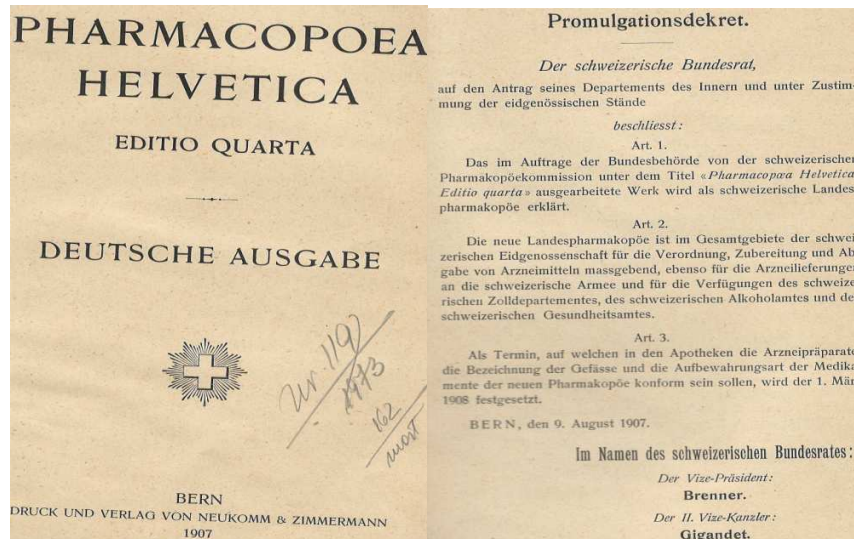 PHARMACOPOEA
HELVETICA
EDITIO QUARTA
DEUTSCHE AUSGABE
Nr. 1192
1973
162
BERN
DRUCK UND VERLAG VON NEUKOMM & ZIMMERMANN
1907
Promulgationsdekret.
Der schweizerische Bundesrat,
auf den Antrag seines Departements des Innern und unter Zustim-
mung der eidgenössischen Stände
beschliesst:
Art. 1.
Das im Auftrage der Bundesbehörde von der schweizerischen
Pharmakopöekommission unter dem Titel «Pharmacopœa Helvetica
Editio quarta» ausgearbeitete Werk wird als schweizerische Landes
pharmakopöe erklärt.
Art. 2.
Die neue Landespharmakopöe ist im Gesamtgebiete der schwei
zerischen Eidgenossenschaft für die Verordnung, Zubereitung und Ab
gabe von Arzneimitteln massgebend, ebenso für die Arzneilieferunge
an die schweizerische Armee und für die Verfügungen des schweize
rischen Zolldepartementes, des schweizerischen Alkoholamtes und de
schweizerischen Gesundheitsamtes.
Art. 3.
Als Termin, auf welchen in den Apotheken die Arzneipräparate
die Bezeichnung der Gefässe und die Aufbewahrungsart der Medika
mente der neuen Pharmakopöe konform sein sollen, wird der 1. Mär
1908 festgesetzt.
BERN, den 9. August 1907.
Im Namen des schweizerischen Bundesrates:
Der Vize-Präsident:
Brenner.
Der II. Vize-Kanzler:
Gigandet.